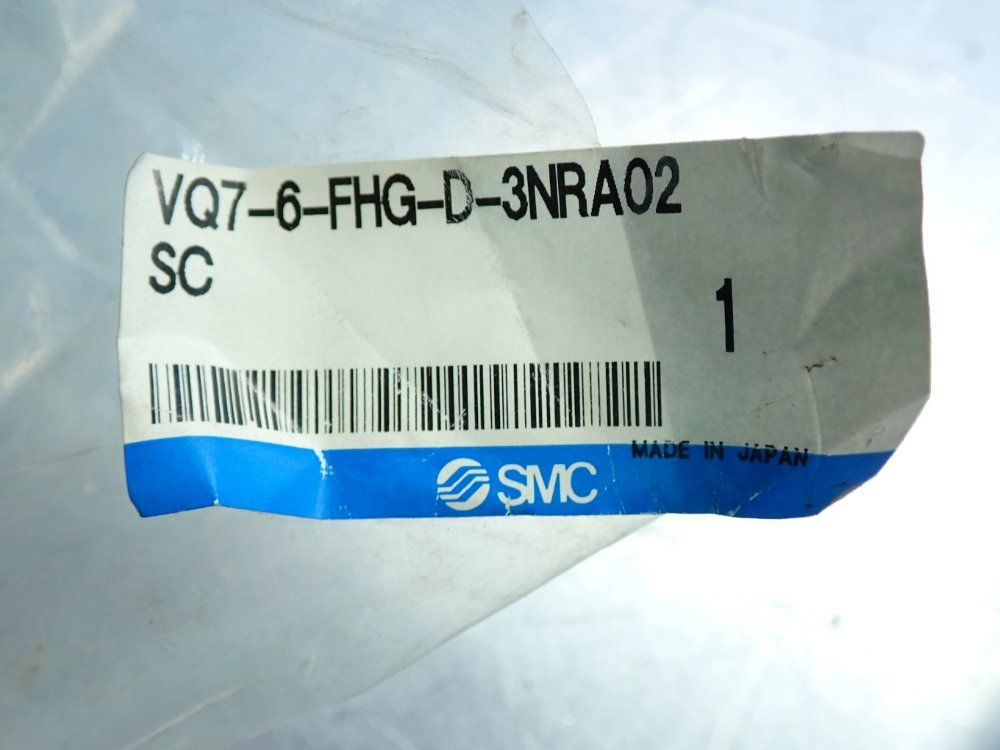 VQ7-6-FHG-D-3NRA02
SC
1
MADE IN JAPAN
SMC